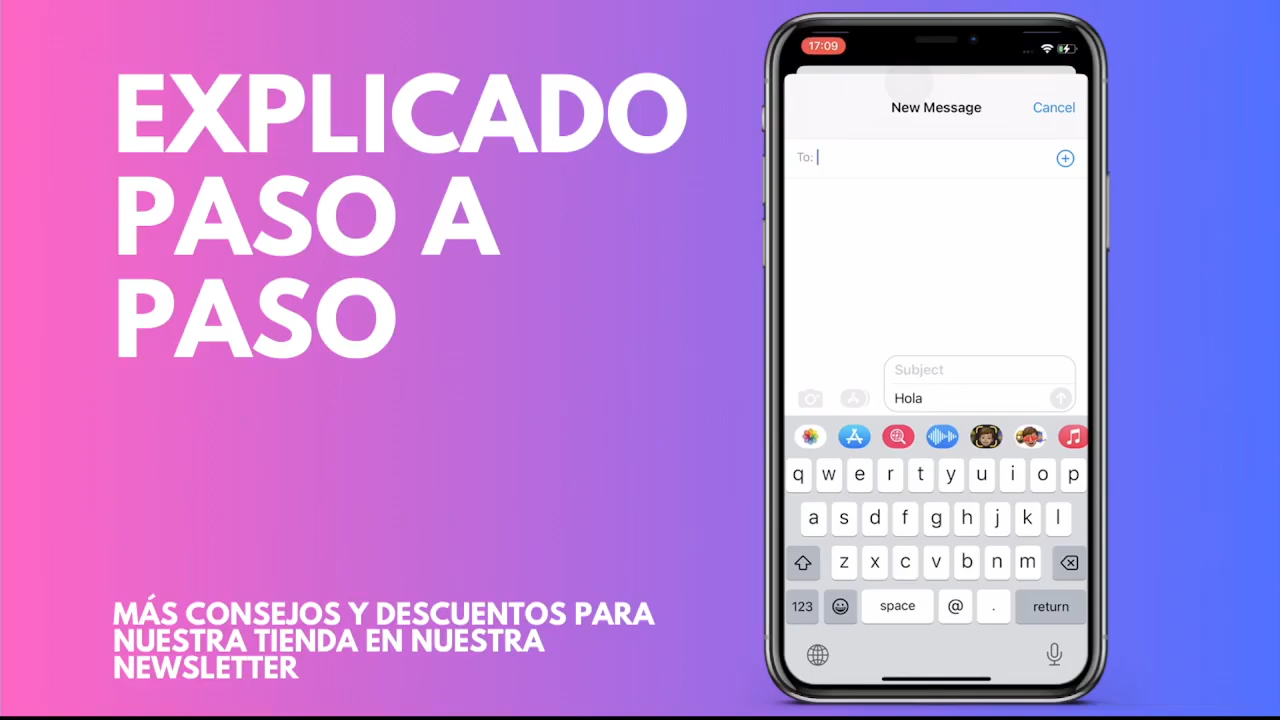 EXPLICADO
PASO A
PASO
MÁS CONSEJOS Y DESCUENTOS PARA
NUESTRA TIENDA EN NUESTRA
NEWSLETTER
17:09
New Message
Cancel
To:
Subject
Hola
q w e r t y u i o p
a s d f g h j k l
z x c v b n m
123 space @ . return